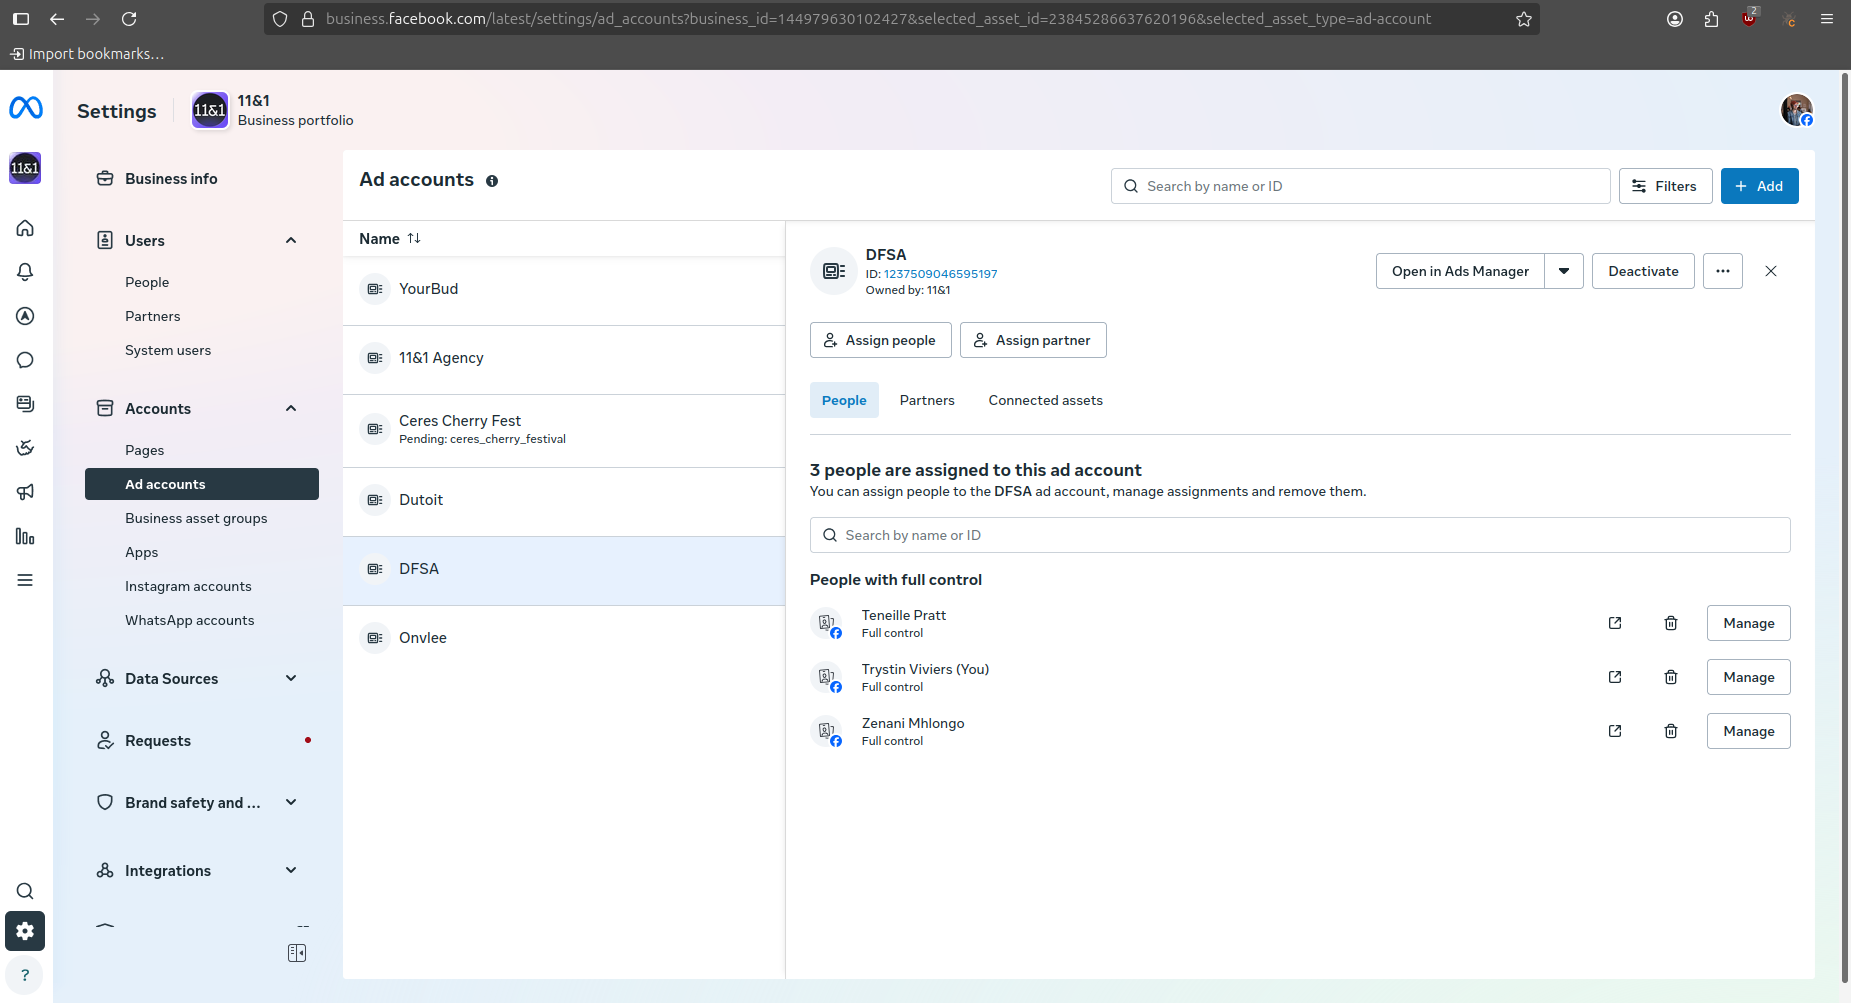 business.facebook.com/latest/settings/ad_accounts?business_id=144979630102427&selected_asset_id=23845286637620196&selected_asset_type=ad-account
2
Import bookmarks…
Settings
11&1
11&1
Business portfolio
11&1
Business info
Users
People
Partners
System users
Accounts
Pages
Ad accounts
Business asset groups
Apps
Instagram accounts
WhatsApp accounts
Data Sources
Requests
Brand safety and ...
Integrations
?
Ad accounts
Search by name or ID
Filters
+ Add
Name
YourBud
11&1 Agency
Ceres Cherry Fest
Pending: ceres_cherry_festival
Dutoit
DFSA
Onvlee
DFSA
ID: 1237509046595197
Owned by: 11&1
Open in Ads Manager
Deactivate
Assign people
Assign partner
People
Partners
Connected assets
3 people are assigned to this ad account
You can assign people to the DFSA ad account, manage assignments and remove them.
Search by name or ID
People with full control
Teneille Pratt
Full control
Manage
Trystin Viviers (You)
Full control
Manage
Zenani Mhlongo
Full control
Manage